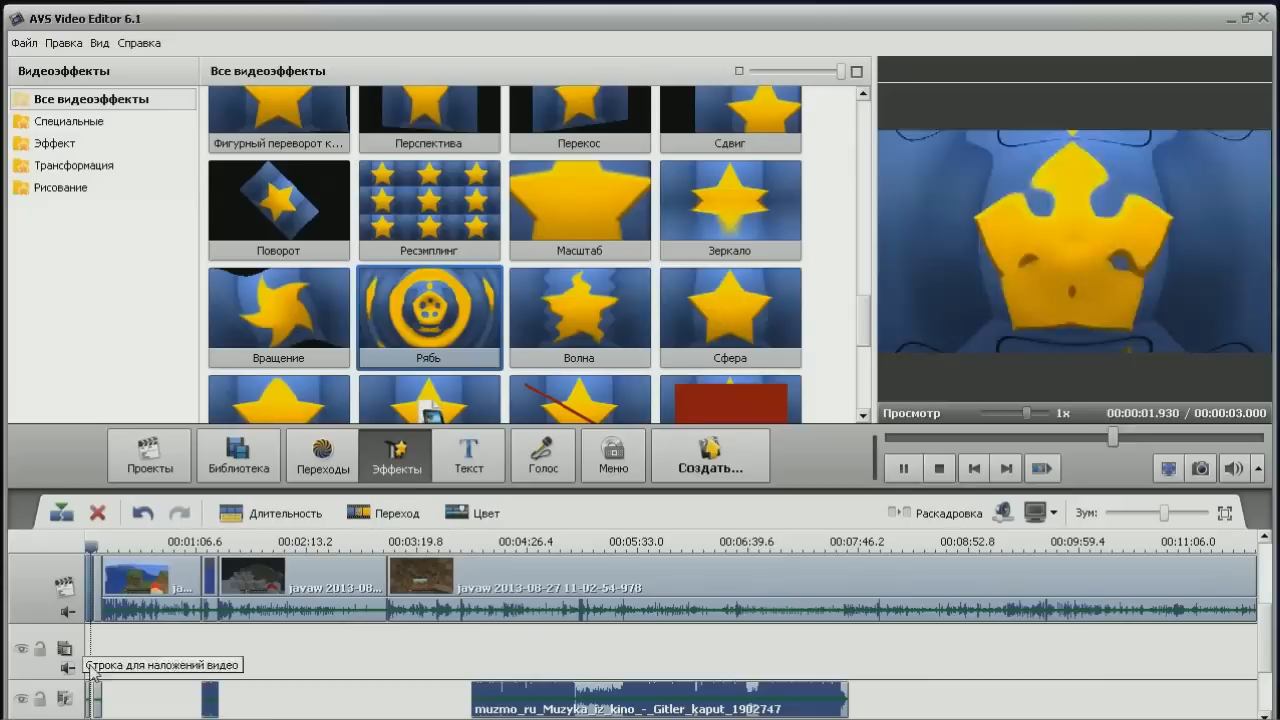 AVS Video Editor 6.1
Файл Правка Вид Справка
Видеоэффекты
Все видеоэффекты
Все видеоэффекты
Специальные
Эффект
Трансформация
Рисование
Фигурный переворот к...
Перспектива
Перекос
Сдвиг
Поворот
Ресэмплинг
Масштаб
Зеркало
Вращение
Рябь
Волна
Сфера
Просмотр
1x
00:00:01.930 / 00:00:03.000
Проекты
Библиотека
Переходы
Эффекты
Текст
Голос
Меню
Создать...
Длительность
Переход
Цвет
Раскадровка
Зум:
00:01:06.6 00:02:13.2 00:03:19.8 00:04:26.4 00:05:33.0 00:06:39.6 00:07:46.2 00:08:52.8 00:09:59.4 00:11:06.0
ja...
javaw 2013-08...
javaw 2013-08-27 11-02-54-978
Строка для наложений видео
muzmo_ru_Muzyka_iz_kino_-_Gitler_kaput_1902747